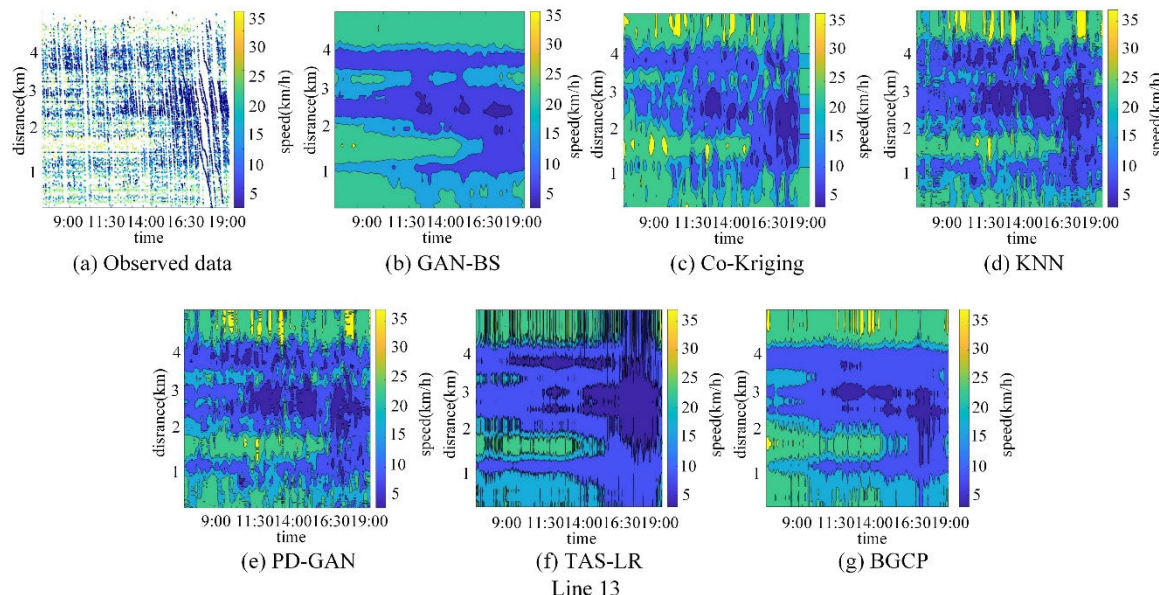 35
30
25
20
15
10
5
speed(km/h)
4
3
2
1
disrance(km)
9:00 11:3014:0016:3019:00
time
(a) Observed data
35
30
25
20
15
10
5
speed(km/h)
4
3
2
1
disrance(km)
9:00 11:3014:0016:3019:00
time
(b) GAN-BS
35
30
25
20
15
10
5
speed(km/h)
4
3
2
1
disrance(km)
9:00 11:3014:0016:3019:00
time
(c) Co-Kriging
35
30
25
20
15
10
5
speed(km/h)
4
3
2
1
disrance(km)
9:00 11:3014:0016:3019:00
time
(d) KNN
35
30
25
20
15
10
5
speed(km/h)
4
3
2
1
disrance(km)
9:00 11:3014:0016:3019:00
time
(e) PD-GAN
35
30
25
20
15
10
5
speed(km/h)
4
3
2
1
disrance(km)
9:00 11:3014:0016:3019:00
time
(f) TAS-LR
35
30
25
20
15
10
5
speed(km/h)
4
3
2
1
disrance(km)
9:00 11:3014:0016:3019:00
time
(g) BGCP
Line 13